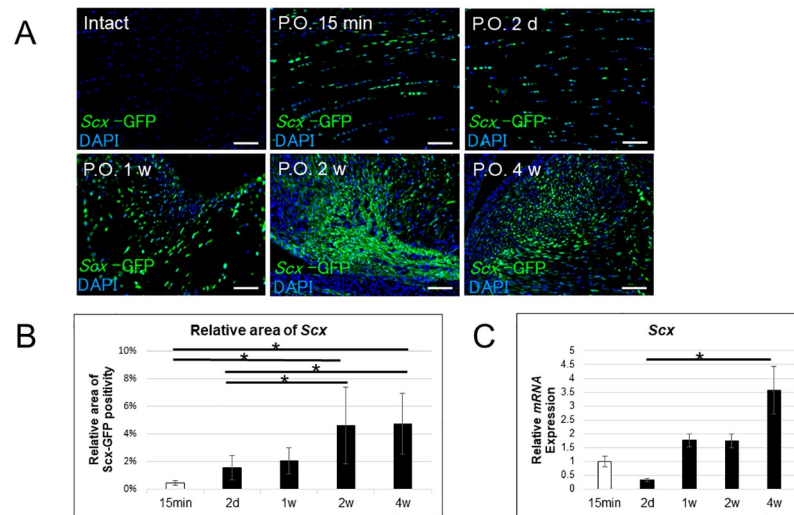 A
Intact
Scx -GFP
DAPI
P.O. 15 min
Scx -GFP
DAPI
P.O. 2 d
Scx -GFP
DAPI
P.O. 1 w
Scx -GFP
DAPI
P.O. 2 w
Scx -GFP
DAPI
P.O. 4 w
Scx -GFP
DAPI
B
Relative area of Scx
Relative area of
Scx-GFP positivity
10%
8%
6%
4%
2%
0%
*
*
*
*
15min 2d 1w 2w 4w
C
Scx
Relative mRNA
Expression
5
4.5
4
3.5
3
2.5
2
1.5
1
0.5
0
*
15min 2d 1w 2w 4w